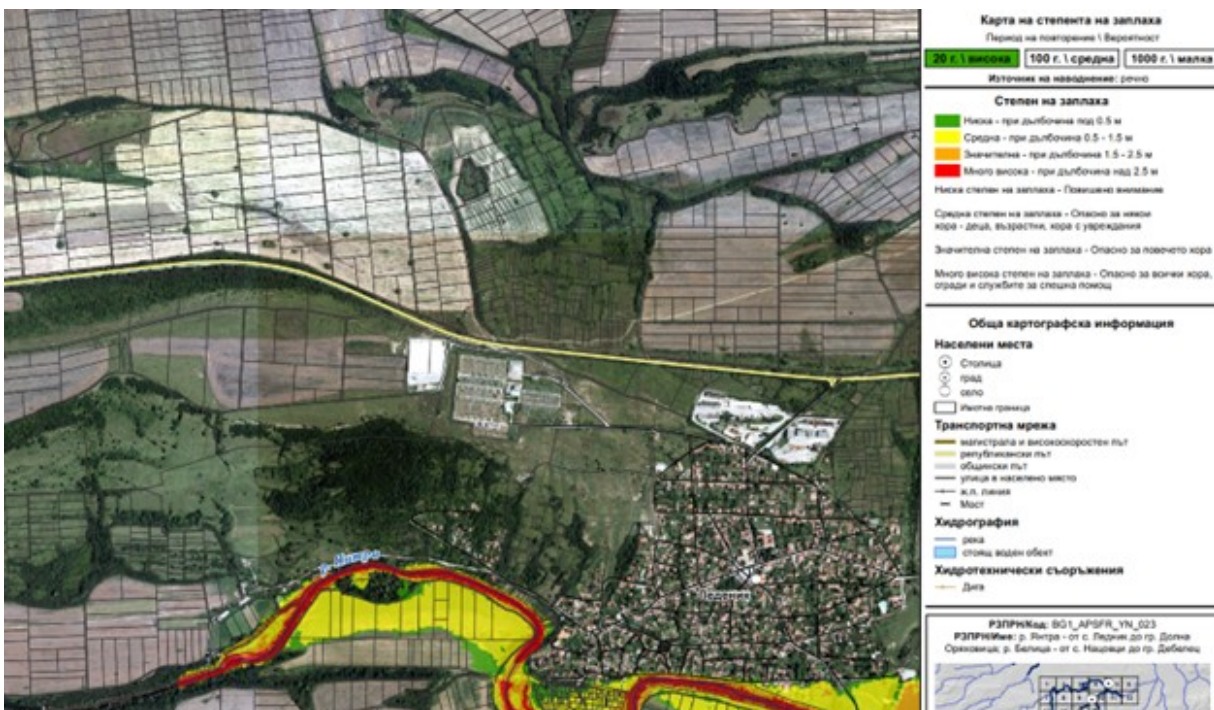 Карта на степента на заплаха
Период на повторение \ Вероятност
20 г. \ висока
100 г. \ средна
1000 г. \ малка
Източник на наводнение: речно
Степен на заплаха
Ниска - при дълбочина под 0.5 м
Средна - при дълбочина 0.5 - 1.5 м
Значителна - при дълбочина 1.5 - 2.5 м
Много висока - при дълбочина над 2.5 м
Ниска степен на заплаха - Повишено внимание
Средна степен на заплаха - Опасно за някои
хора - деца, възрастни, хора с увреждания
Значителна степен на заплаха - Опасно за повечето хора
Много висока степен на заплаха - Опасно за всички хора,
сгради и службите за спешна помощ
Обща картографска информация
Населени места
Столица
град
село
Имотна граница
Транспортна мрежа
магистрала и високоскоростен път
републикански път
общински път
улица в населено място
ж.п. линия
Мост
Хидрография
река
стоящ воден обект
Хидротехнически съоръжения
Дига
РЗПРН/Код: BG1_APSFR_YN_023
РЗПРН/Име: р. Янтра - от с. Ледник до гр. Долна
Оряховица; р. Белица - от с. Нацовци до гр. Дебелец
р. Янтра
Леденик